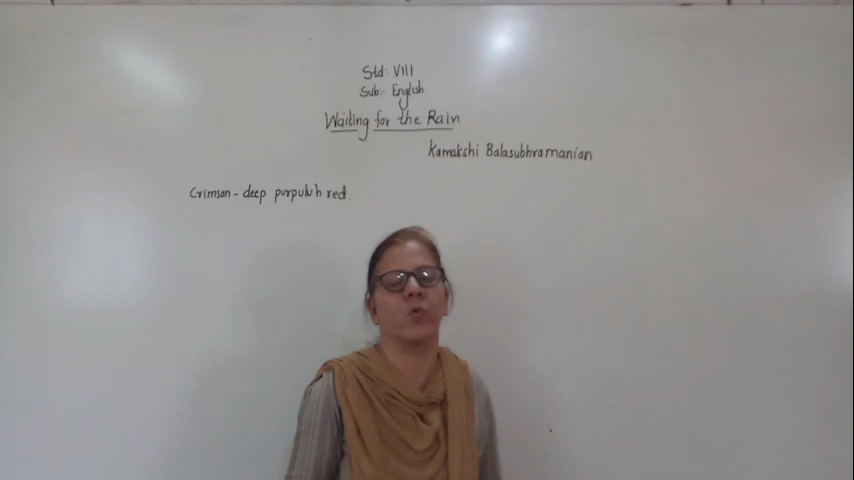 Std: VIII
Sub:- English
Waiting for the Rain
Kamakshi Balasubhramanian
Crimson - deep purpulish red.